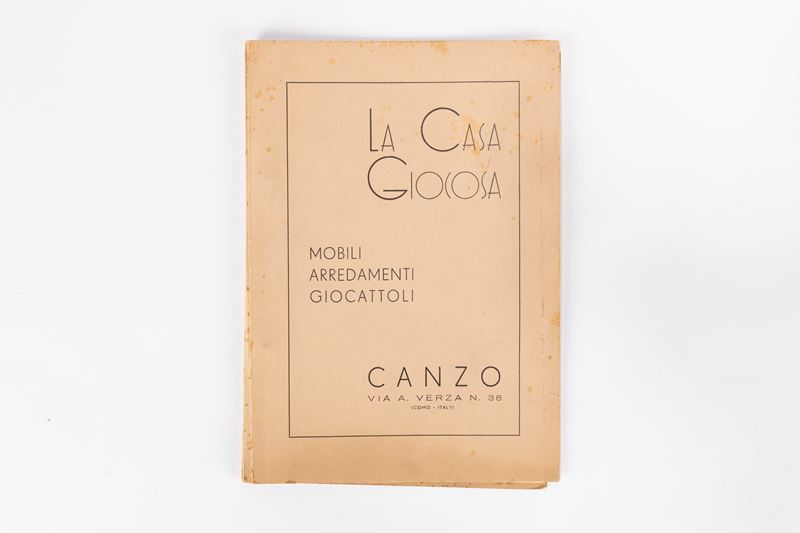 La Casa
Giocosa
MOBILI
ARREDAMENTI
GIOCATTOLI
CANZO
VIA A. VERZA N. 38
(COMO - ITALY)